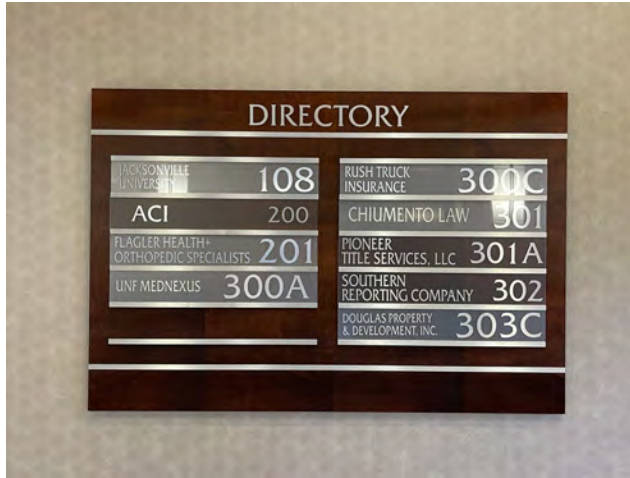 DIRECTORY
JACKSONVILLE
UNIVERSITY 108
ACI 200
FLAGLER HEALTH+
ORTHOPEDIC SPECIALISTS 201
UNF MEDNEXUS 300A
RUSH TRUCK
INSURANCE 300C
CHIUMENTO LAW 301
PIONEER
TITLE SERVICES, LLC 301A
SOUTHERN
REPORTING COMPANY 302
DOUGLAS PROPERTY
& DEVELOPMENT, INC. 303C